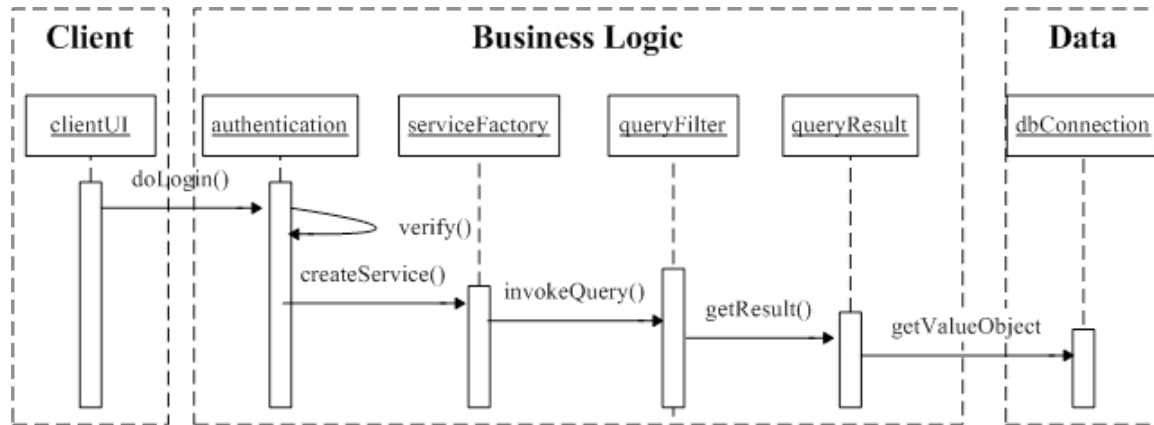 Client
Business Logic
Data
clientUI
authentication
serviceFactory
queryFilter
queryResult
dbConnection
doLogin()
verify()
createService()
invokeQuery()
getResult()
getValueObject